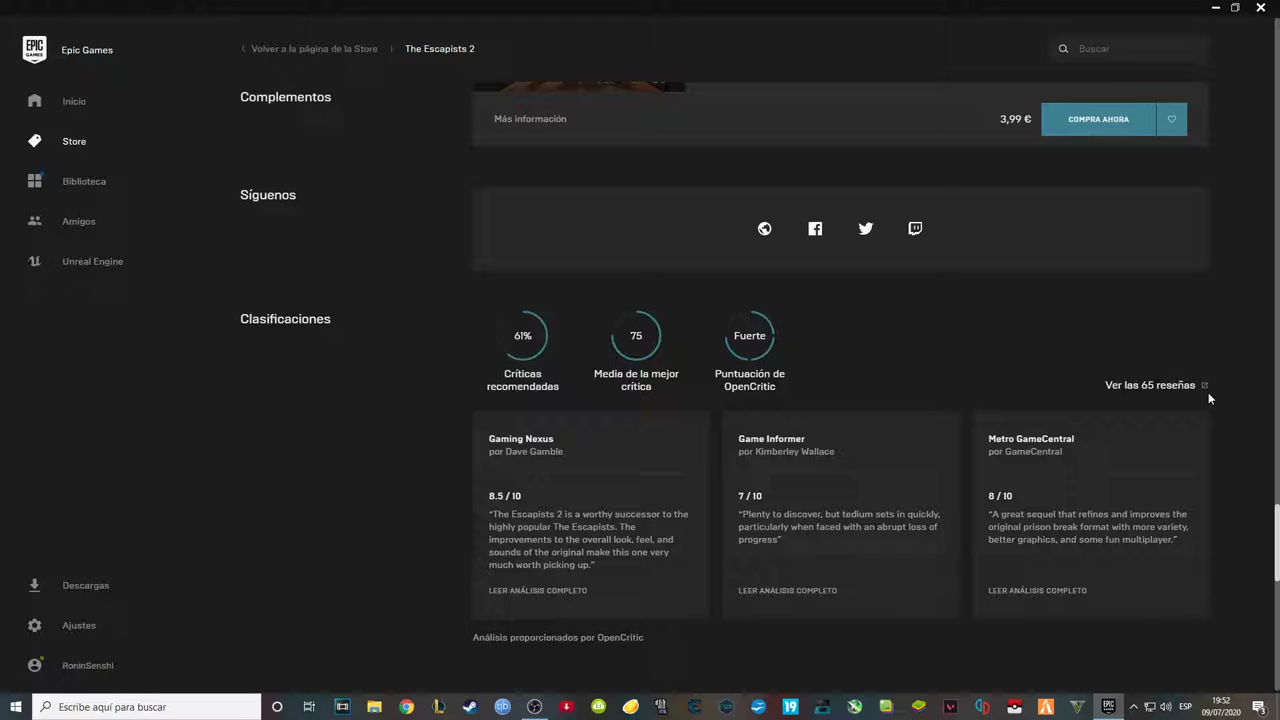 EPIC GAMES
Epic Games
Volver a la página de la Store
The Escapists 2
Buscar
Inicio
Store
Biblioteca
Amigos
Unreal Engine
Complementos
Más información
3,99 €
COMPRA AHORA
Síguenos
Clasificaciones
61%
75
Fuerte
Críticas recomendadas
Media de la mejor crítica
Puntuación de OpenCritic
Ver las 65 reseñas
Gaming Nexus
por Dave Gamble
8.5 / 10
“The Escapists 2 is a worthy successor to the
highly popular The Escapists. The
improvements to the overall look, feel, and
sounds of the original make this one very
much worth picking up.”
LEER ANÁLISIS COMPLETO
Game Informer
por Kimberley Wallace
7 / 10
“Plenty to discover, but tedium sets in quickly,
particularly when faced with an abrupt loss of
progress”
LEER ANÁLISIS COMPLETO
Metro GameCentral
por GameCentral
8 / 10
“A great sequel that refines and improves the
original prison break format with more variety,
better graphics, and some fun multiplayer.”
LEER ANÁLISIS COMPLETO
Análisis proporcionados por OpenCritic
Descargas
Ajustes
RoninSenshi
Escribe aquí para buscar
ESP
19:52
09/07/2020